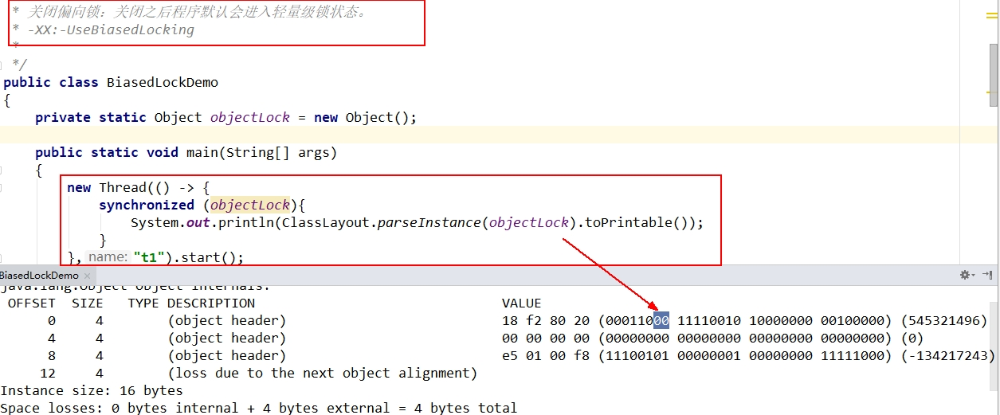 * 关闭偏向锁：关闭之后程序默认会进入轻量级锁状态。
* -XX:-UseBiasedLocking
*
*/
public class BiasedLockDemo
{
private static Object objectLock = new Object();
public static void main(String[] args)
{
new Thread(() -> {
synchronized (objectLock){
System.out.println(ClassLayout.parseInstance(objectLock).toPrintable());
}
}, name: "t1").start();
BiasedLockDemo ×
java.lang.Object object internals:
OFFSET SIZE TYPE DESCRIPTION VALUE
0 4 (object header) 18 f2 80 20 (00011000 11110010 10000000 00100000) (545321496)
4 4 (object header) 00 00 00 00 (00000000 00000000 00000000 00000000) (0)
8 4 (object header) e5 01 00 f8 (11100101 00000001 00000000 11111000) (-134217243)
12 4 (loss due to the next object alignment)
Instance size: 16 bytes
Space losses: 0 bytes internal + 4 bytes external = 4 bytes total